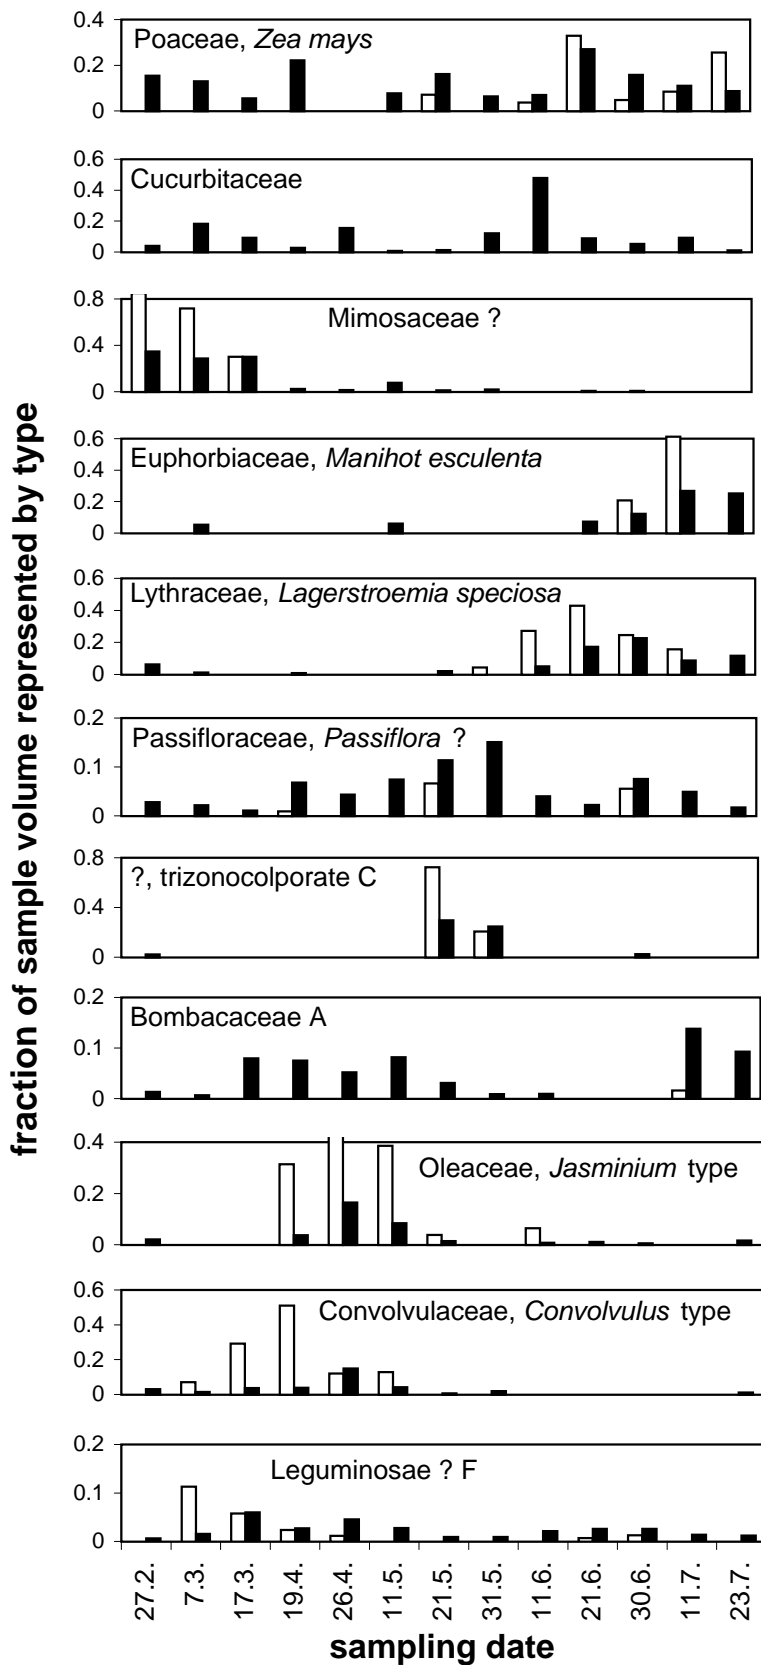 fraction of sample volume represented by type
0.4
Poaceae, Zea mays
0.2
0
0.6
Cucurbitaceae
0.4
0.2
0
0.8
Mimosaceae ?
0.4
0
0.6
Euphorbiaceae, Manihot esculenta
0.4
0.2
0
0.6
Lythraceae, Lagerstroemia speciosa
0.4
0.2
0
0.2
Passifloraceae, Passiflora ?
0.1
0
0.8
?, trizonocolporate C
0.4
0
0.2
Bombacaceae A
0.1
0
0.4
Oleaceae, Jasminium type
0.2
0
0.6
Convolvulaceae, Convolvulus type
0.4
0.2
0
0.2
Leguminosae ? F
0.1
0
27.2. 7.3. 17.3. 19.4. 26.4. 11.5. 21.5. 31.5. 11.6. 21.6. 30.6. 11.7. 23.7.
sampling date